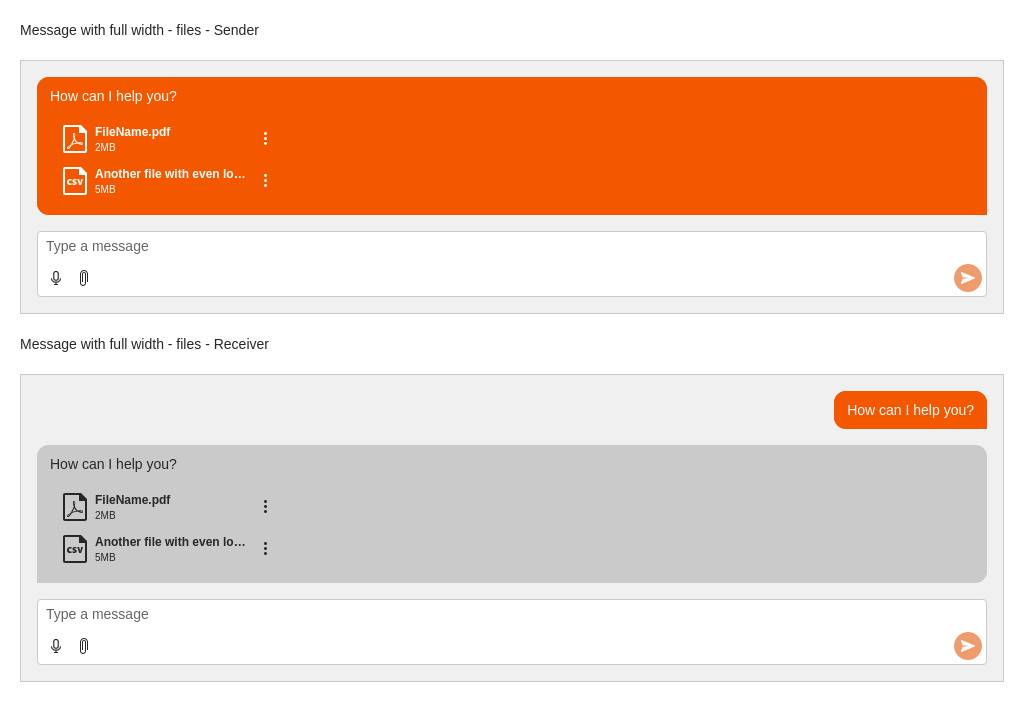 Message with full width - files - Sender
How can I help you?
FileName.pdf
2MB
csv
Another file with even lo…
5MB
Type a message
Message with full width - files - Receiver
How can I help you?
How can I help you?
FileName.pdf
2MB
csv
Another file with even lo…
5MB
Type a message